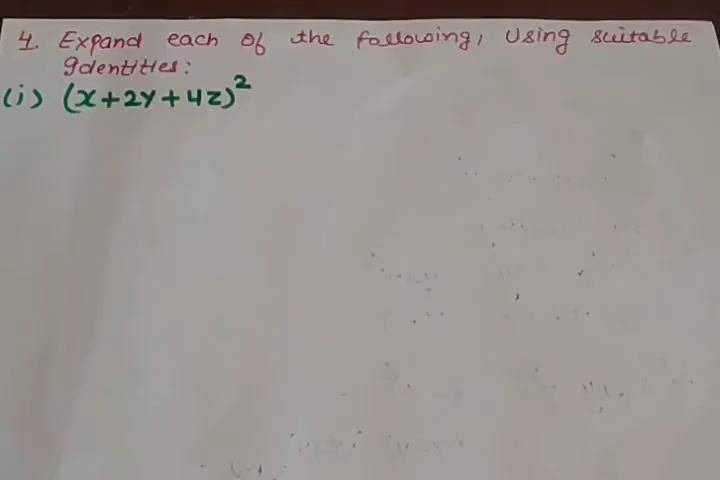 4. Expand each of the following, Using suitable
Identities:
(i) (x+2y+4z)²